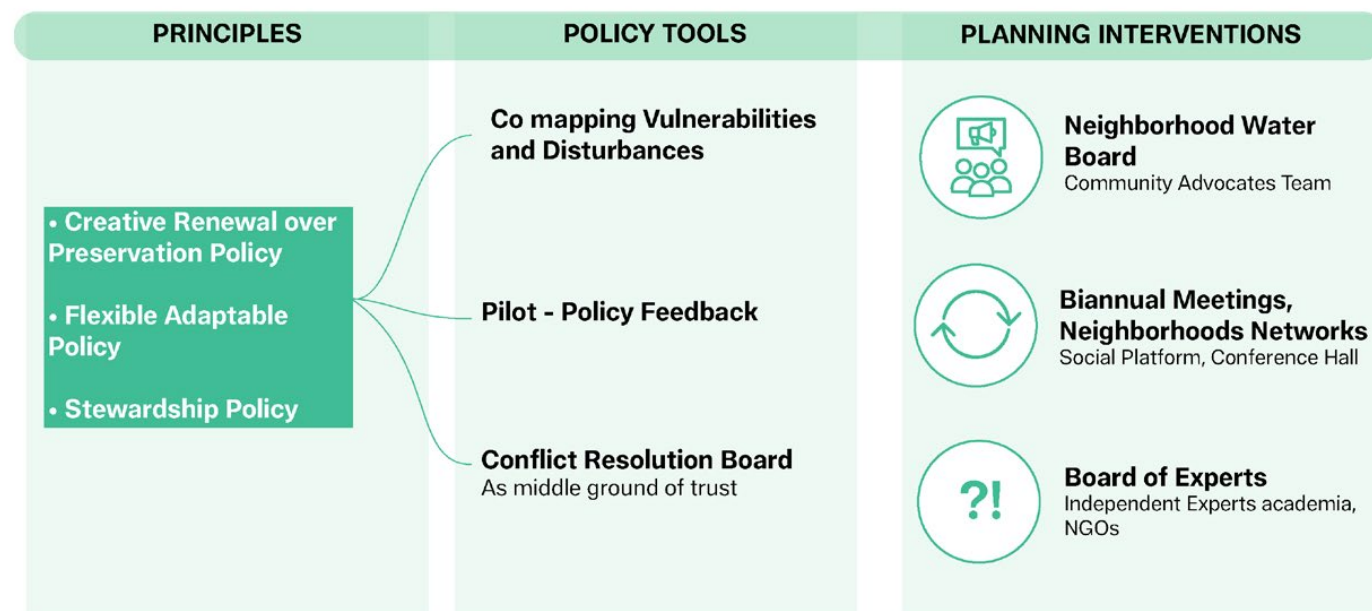 PRINCIPLES
POLICY TOOLS
PLANNING INTERVENTIONS
• Creative Renewal over
Preservation Policy
• Flexible Adaptable
Policy
• Stewardship Policy
Co mapping Vulnerabilities
and Disturbances
Pilot - Policy Feedback
Conflict Resolution Board
As middle ground of trust
Neighborhood Water
Board
Community Advocates Team
Biannual Meetings,
Neighborhoods Networks
Social Platform, Conference Hall
?!
Board of Experts
Independent Experts academia,
NGOs